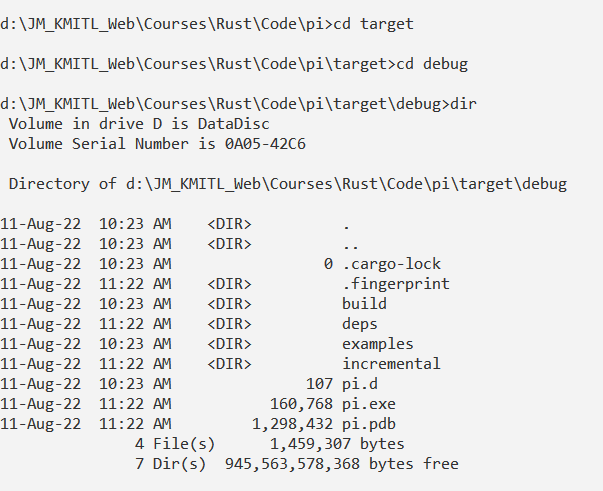 d:\JM_KMITL_Web\Courses\Rust\Code\pi>cd target
d:\JM_KMITL_Web\Courses\Rust\Code\pi\target>cd debug
d:\JM_KMITL_Web\Courses\Rust\Code\pi\target\debug>dir
 Volume in drive D is DataDisc
 Volume Serial Number is 0A05-42C6
 Directory of d:\JM_KMITL_Web\Courses\Rust\Code\pi\target\debug
11-Aug-22  10:23 AM    <DIR>          .
11-Aug-22  10:23 AM    <DIR>          ..
11-Aug-22  10:23 AM                 0 .cargo-lock
11-Aug-22  11:22 AM    <DIR>          .fingerprint
11-Aug-22  10:23 AM    <DIR>          build
11-Aug-22  11:22 AM    <DIR>          deps
11-Aug-22  10:23 AM    <DIR>          examples
11-Aug-22  11:22 AM    <DIR>          incremental
11-Aug-22  10:23 AM               107 pi.d
11-Aug-22  11:22 AM           160,768 pi.exe
11-Aug-22  11:22 AM         1,298,432 pi.pdb
               4 File(s)      1,459,307 bytes
               7 Dir(s)  945,563,578,368 bytes free